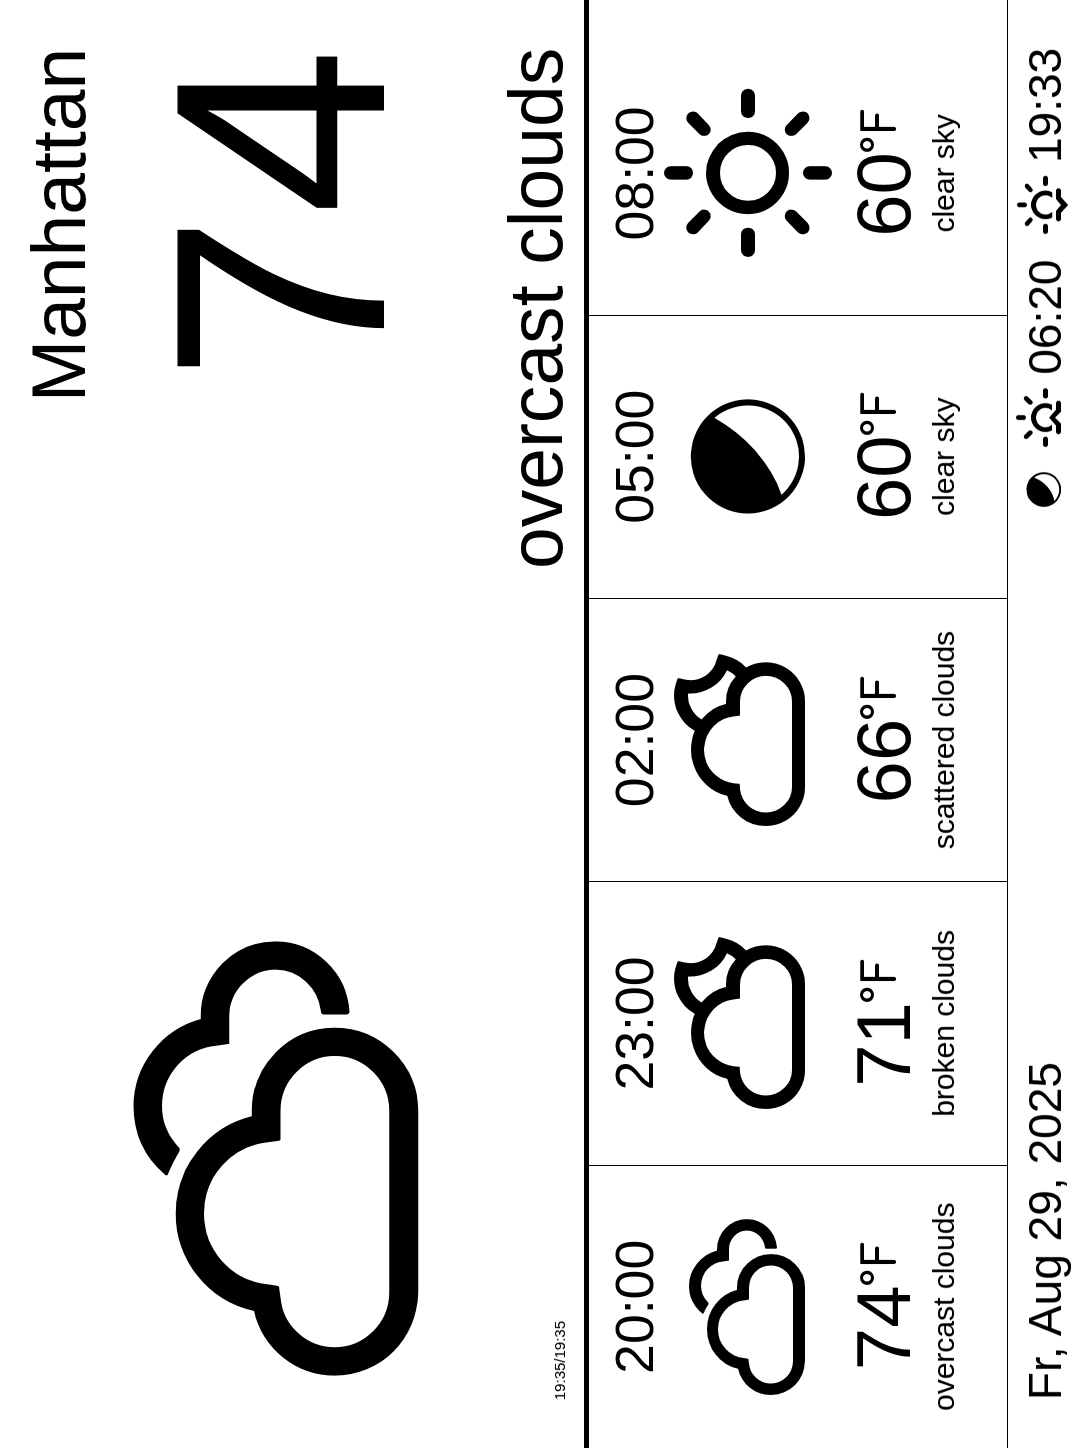 Manhattan
74
overcast clouds
19:35/19:35
20:00 23:00 02:00 05:00 08:00
74°F 71°F 66°F 60°F 60°F
overcast clouds broken clouds scattered clouds clear sky clear sky
Fr, Aug 29, 2025 06:20 19:33